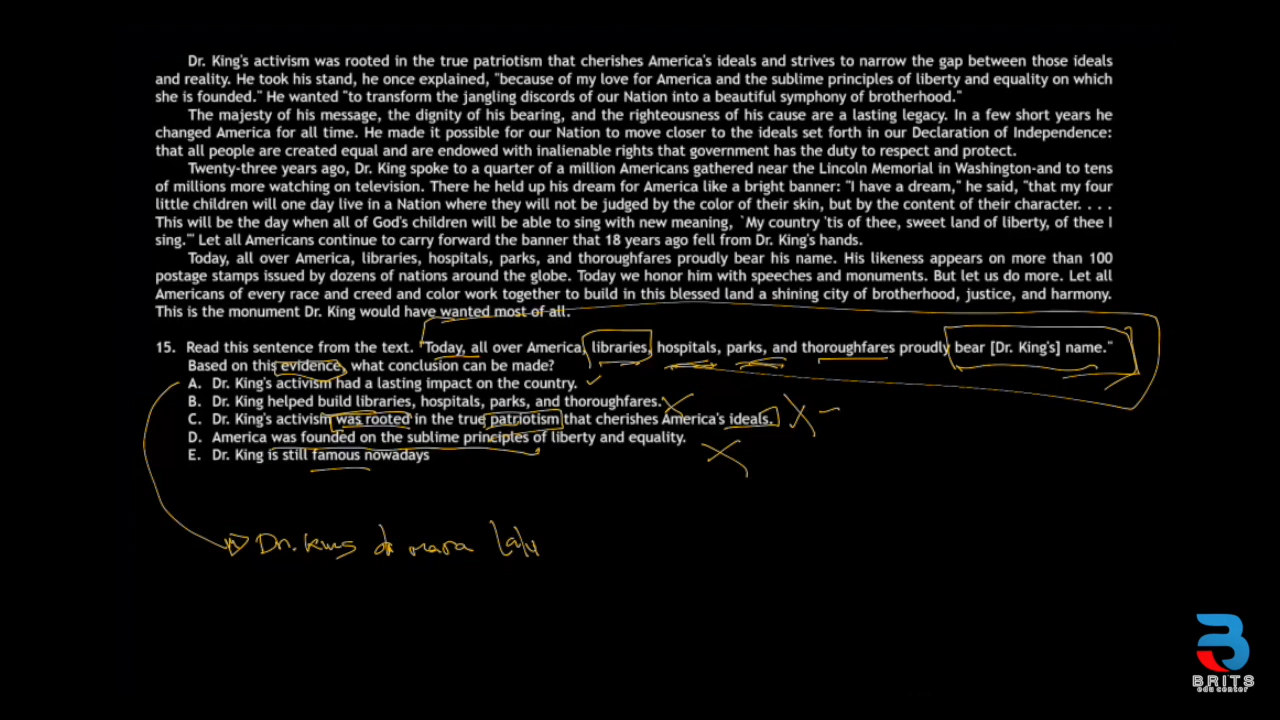 Dr. King's activism was rooted in the true patriotism that cherishes America's ideals and strives to narrow the gap between those ideals
and reality. He took his stand, he once explained, "because of my love for America and the sublime principles of liberty and equality on which
she is founded." He wanted "to transform the jangling discords of our Nation into a beautiful symphony of brotherhood."
The majesty of his message, the dignity of his bearing, and the righteousness of his cause are a lasting legacy. In a few short years he
changed America for all time. He made it possible for our Nation to move closer to the ideals set forth in our Declaration of Independence:
that all people are created equal and are endowed with inalienable rights that government has the duty to respect and protect.
Twenty-three years ago, Dr. King spoke to a quarter of a million Americans gathered near the Lincoln Memorial in Washington-and to tens
of millions more watching on television. There he held up his dream for America like a bright banner: "I have a dream," he said, "that my four
little children will one day live in a Nation where they will not be judged by the color of their skin, but by the content of their character. . . .
This will be the day when all of God's children will be able to sing with new meaning, `My country 'tis of thee, sweet land of liberty, of thee I
sing.'" Let all Americans continue to carry forward the banner that 18 years ago fell from Dr. King's hands.
Today, all over America, libraries, hospitals, parks, and thoroughfares proudly bear his name. His likeness appears on more than 100
postage stamps issued by dozens of nations around the globe. Today we honor him with speeches and monuments. But let us do more. Let all
Americans of every race and creed and color work together to build in this blessed land a shining city of brotherhood, justice, and harmony.
This is the monument Dr. King would have wanted most of all.
15. Read this sentence from the text. "Today, all over America, libraries, hospitals, parks, and thoroughfares proudly bear [Dr. King's] name."
Based on this evidence, what conclusion can be made?
A. Dr. King's activism had a lasting impact on the country.
B. Dr King helped build libraries, hospitals, parks, and thoroughfares.
C. Dr. King's activism was rooted in the true patriotism that cherishes America's ideals.
D. America was founded on the sublime principles of liberty and equality.
E. Dr. King is still famous nowadays
Dr. King masa lalu
BRITS
edu center